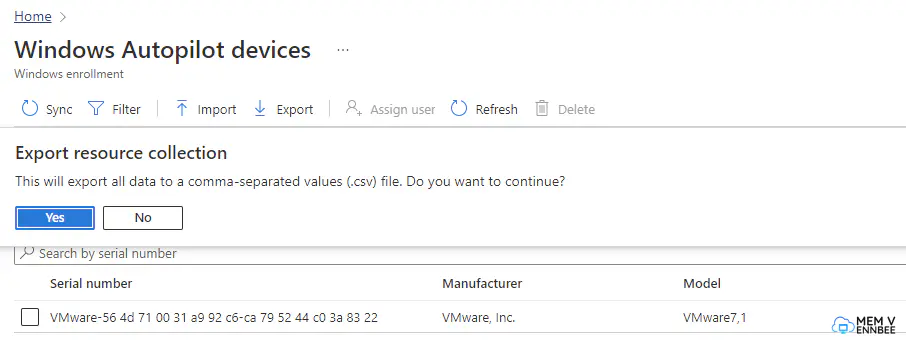 Home >
Windows Autopilot devices ...
Windows enrollment
Sync Filter Import Export Assign user Refresh Delete
Export resource collection
This will export all data to a comma-separated values (.csv) file. Do you want to continue?
Yes No
Search by serial number
Serial number Manufacturer Model
VMware-56 4d 71 00 31 a9 92 c6-ca 79 52 44 c0 3a 83 22 VMware, Inc. VMware7,1
MEM V
ENNBEE